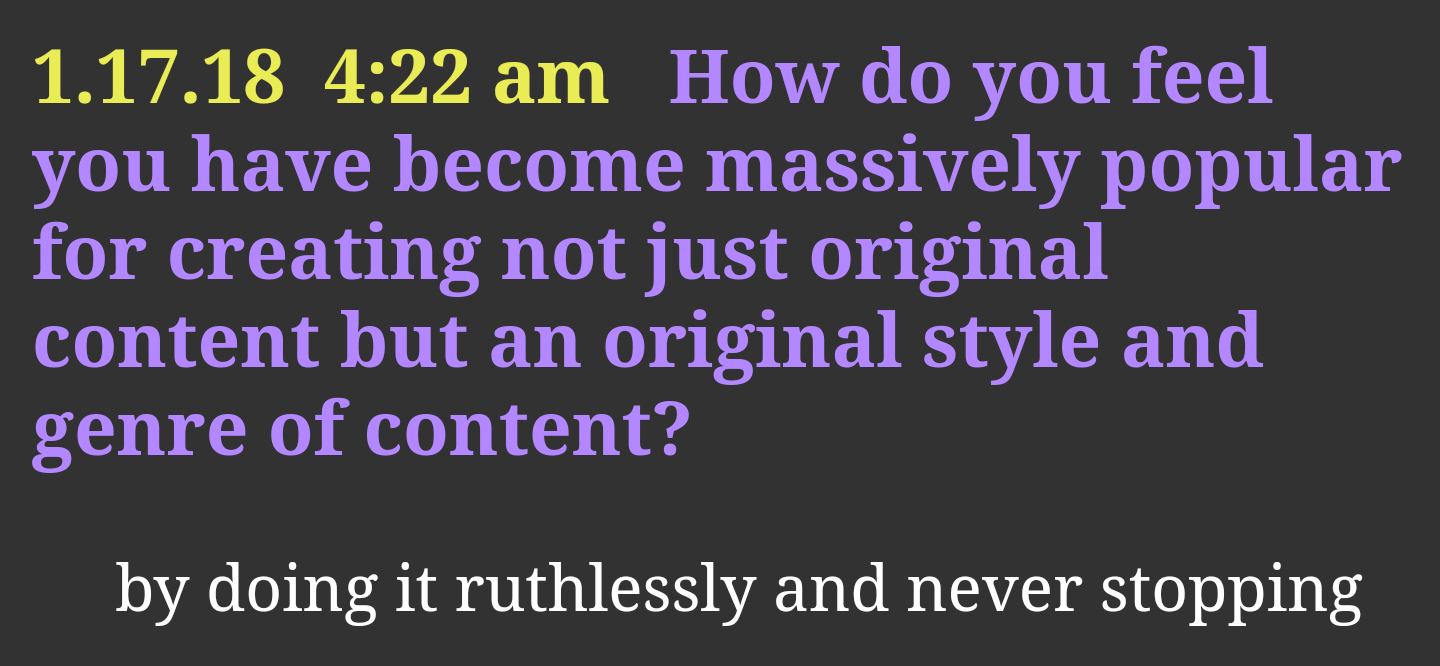 1.17.18 4:22 am How do you feel
you have become massively popular
for creating not just original
content but an original style and
genre of content?
by doing it ruthlessly and never stopping